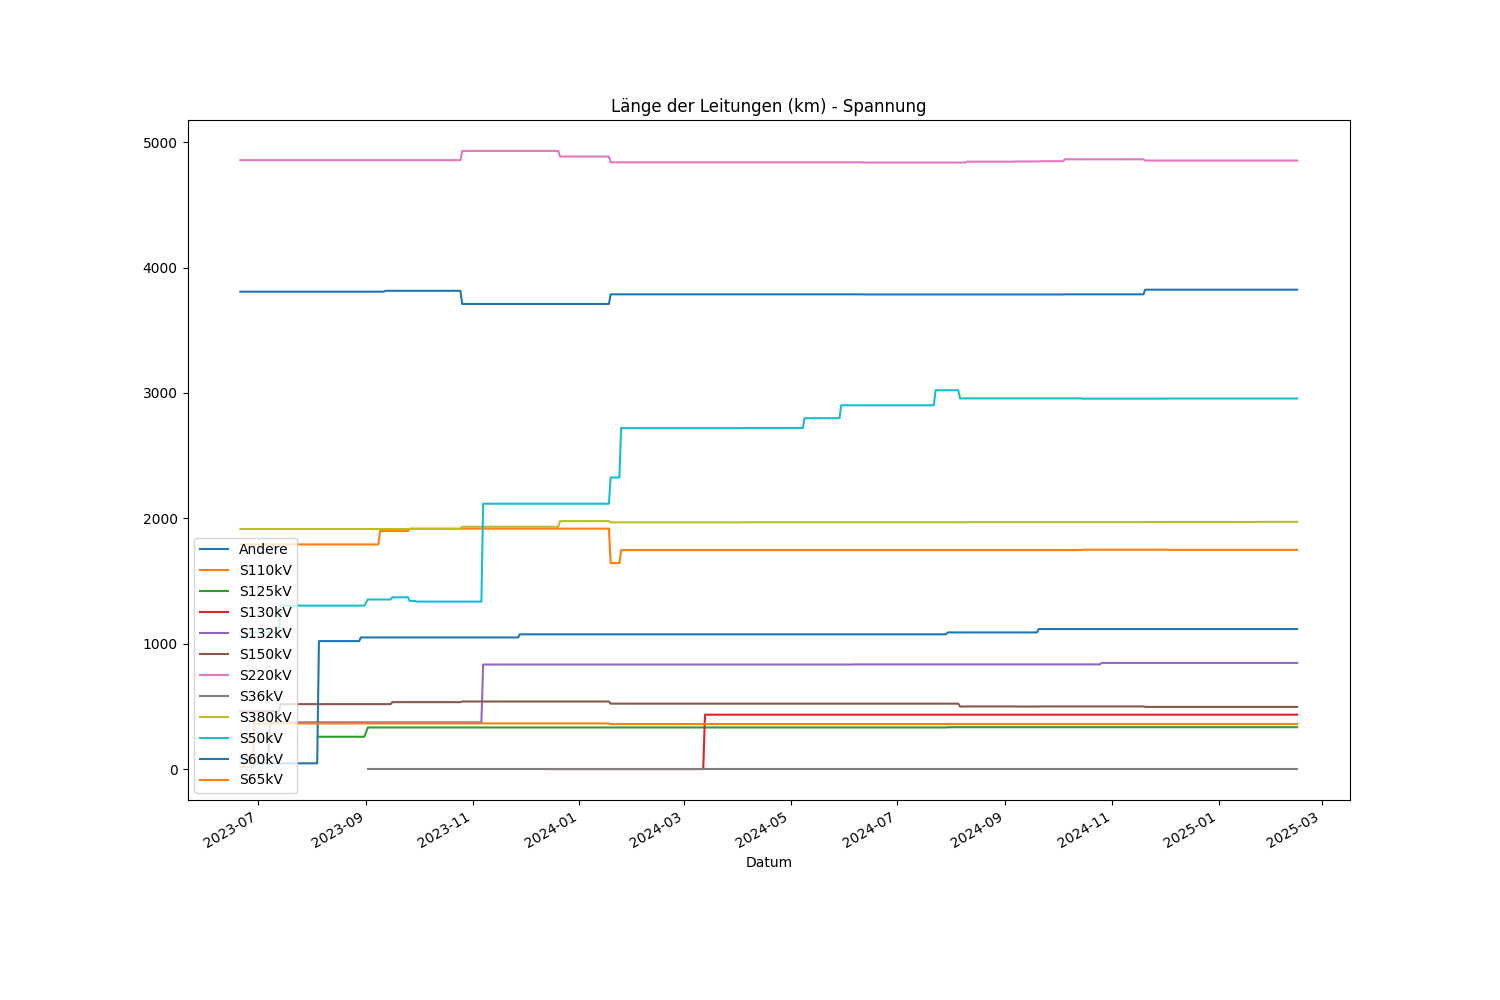 Länge der Leitungen (km) - Spannung
5000
4000
3000
2000
1000
0
Andere
S110kV
S125kV
S130kV
S132kV
S150kV
S220kV
S36kV
S380kV
S50kV
S60kV
S65kV
2023-07
2023-09
2023-11
2024-01
2024-03
2024-05
2024-07
2024-09
2024-11
2025-01
2025-03
Datum